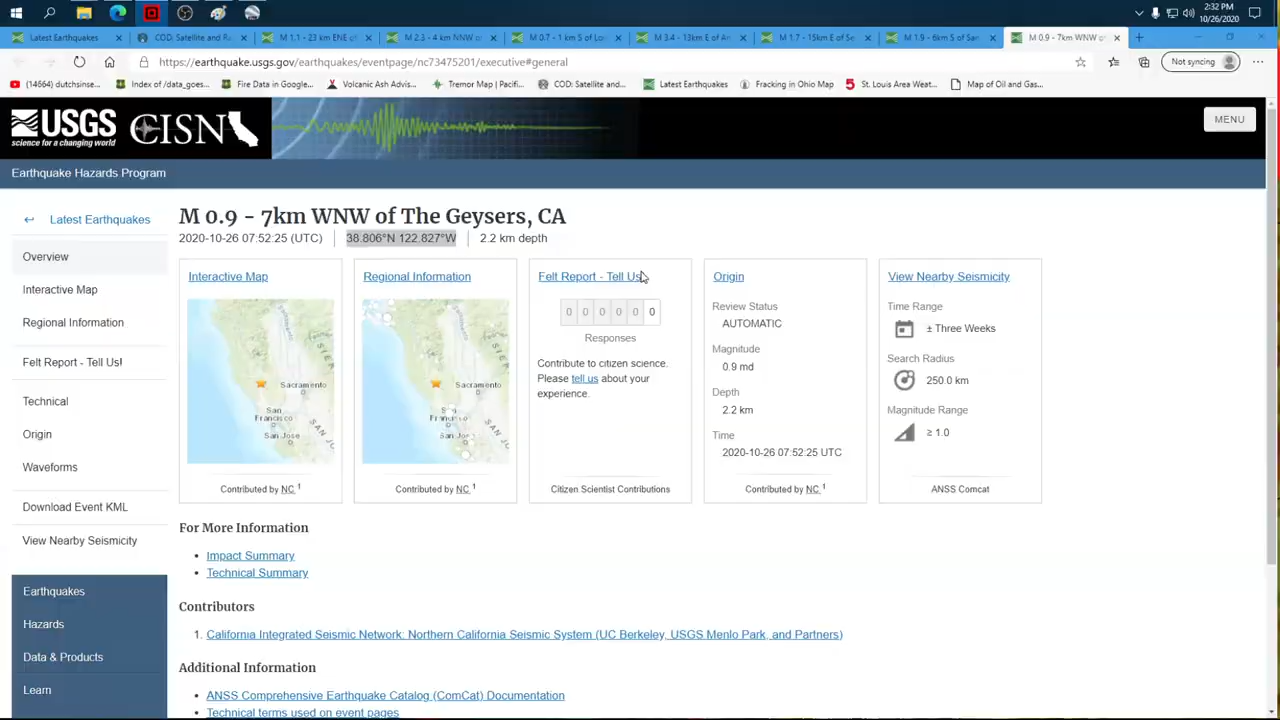 2:32 PM
10/26/2020
Latest Earthquakes
COD: Satellite and Ra
M 1.1 - 23 km ENE of
M 2.3 - 4 km NNW of
M 0.7 - 1 km S of Lo
M 3.4 - 13km E of An
M 1.7 - 15km E of Se
M 1.9 - 6km S of San
M 0.9 - 7km WNW of
https://earthquake.usgs.gov/earthquakes/eventpage/nc73475201/executive#general
Not syncing
(14664) dutchsinse...
Index of /data_goes...
Fire Data in Google...
Volcanic Ash Advis...
Tremor Map | Pacifi...
COD: Satellite and...
Latest Earthquakes
Fracking in Ohio Map
St. Louis Area Weat...
Map of Oil and Gas...
USGS
science for a changing world
CISN
MENU
Earthquake Hazards Program
Latest Earthquakes
Overview
Interactive Map
Regional Information
Felt Report - Tell Us!
Technical
Origin
Waveforms
Download Event KML
View Nearby Seismicity
Earthquakes
Hazards
Data & Products
Learn
M 0.9 - 7km WNW of The Geysers, CA
2020-10-26 07:52:25 (UTC) 38.806°N 122.827°W 2.2 km depth
Interactive Map
Sacramento
San Francisco
San Jose
Contributed by NC 1
Regional Information
Sacramento
Contributed by NC 1
Felt Report - Tell Us!
0 0 0 0 0 0
Responses
Contribute to citizen science.
Please tell us about your
experience.
Citizen Scientist Contributions
Origin
Review Status
AUTOMATIC
Magnitude
0.9 md
Depth
2.2 km
Time
2020-10-26 07:52:25 UTC
Contributed by NC 1
View Nearby Seismicity
Time Range
± Three Weeks
Search Radius
250.0 km
Magnitude Range
≥ 1.0
ANSS Comcat
For More Information
Impact Summary
Technical Summary
Contributors
1. California Integrated Seismic Network: Northern California Seismic System (UC Berkeley, USGS Menlo Park, and Partners)
Additional Information
ANSS Comprehensive Earthquake Catalog (ComCat) Documentation
Technical terms used on event pages